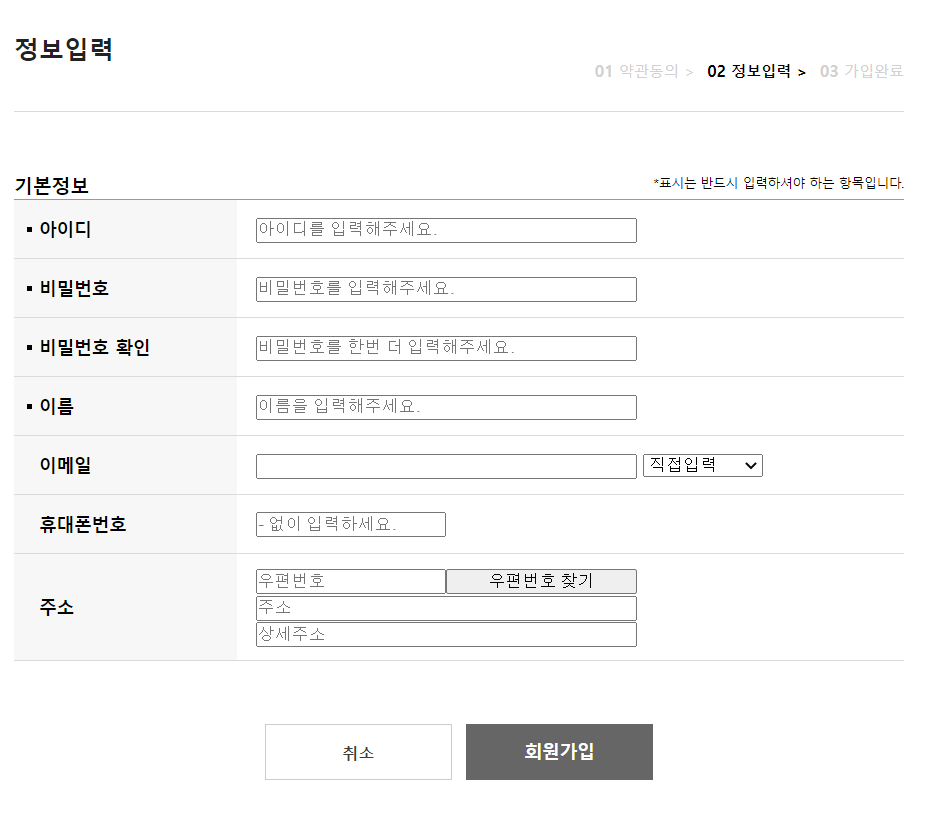 정보입력
01 약관동의 > 02 정보입력 > 03 가입완료
기본정보 *표시는 반드시 입력하셔야 하는 항목입니다.
▪ 아이디 아이디를 입력해주세요.
▪ 비밀번호 비밀번호를 입력해주세요.
▪ 비밀번호 확인 비밀번호를 한번 더 입력해주세요.
▪ 이름 이름을 입력해주세요.
이메일 직접입력
휴대폰번호 - 없이 입력하세요.
우편번호 우편번호 찾기
주소 주소
상세주소
취소 회원가입